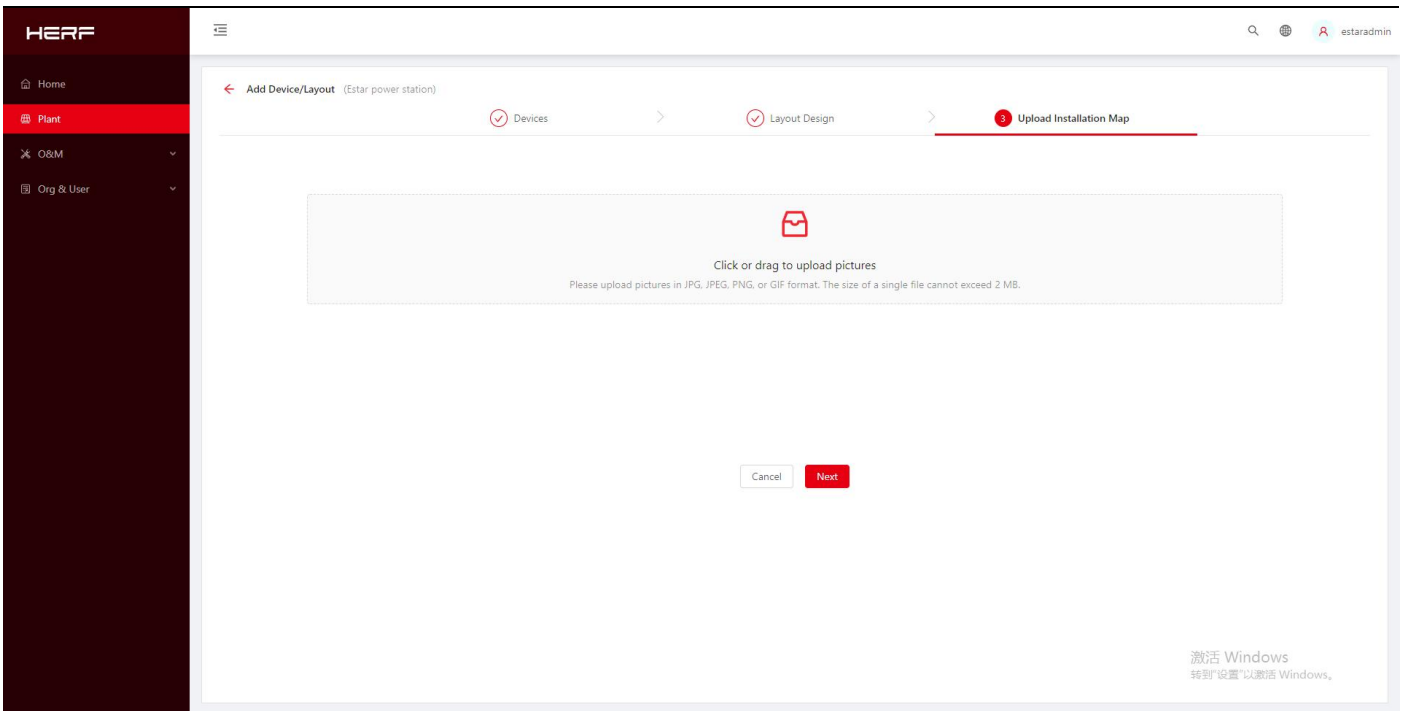 HERF
estaradmin
Home
Plant
O&M
Org & User
Add Device/Layout (Estar power station)
Devices
Layout Design
3 Upload Installation Map
Click or drag to upload pictures
Please upload pictures in JPG, JPEG, PNG, or GIF format. The size of a single file cannot exceed 2 MB.
Cancel
Next
激活 Windows
转到"设置"以激活 Windows。